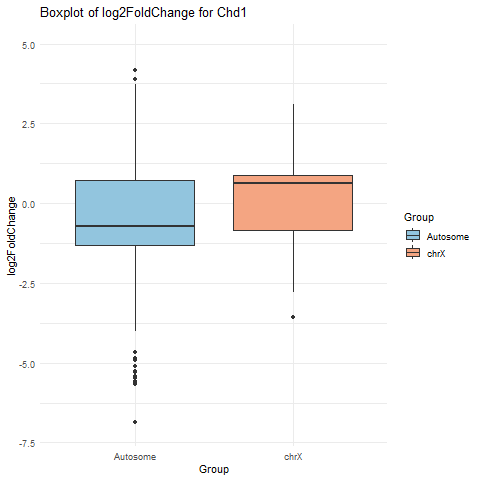 Boxplot of log2FoldChange for Chd1
5.0
2.5
0.0
-2.5
-5.0
-7.5
log2FoldChange
Autosome
chrX
Group
Group
Autosome
chrX